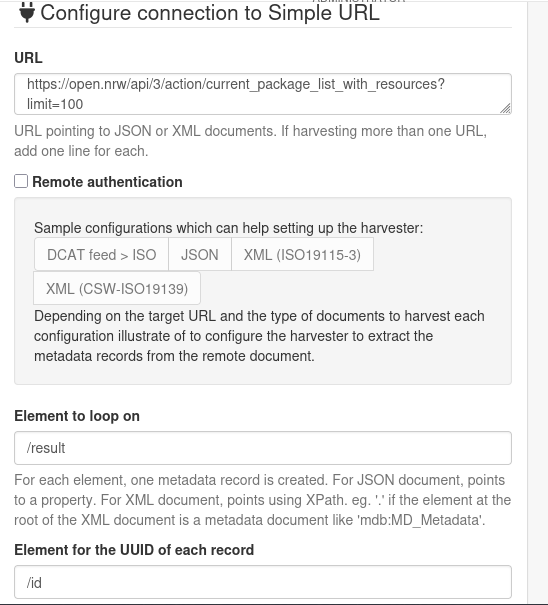 Configure connection to Simple URL
URL
https://open.nrw/api/3/action/current_package_list_with_resources?
limit=100
URL pointing to JSON or XML documents. If harvesting more than one URL,
add one line for each.
Remote authentication
Sample configurations which can help setting up the harvester:
DCAT feed > ISO
JSON
XML (ISO19115-3)
XML (CSW-ISO19139)
Depending on the target URL and the type of documents to harvest each
configuration illustrate of to configure the harvester to extract the
metadata records from the remote document.
Element to loop on
/result
For each element, one metadata record is created. For JSON document, points
to a property. For XML document, points using XPath. eg. '.' if the element at the
root of the XML document is a metadata document like 'mdb:MD_Metadata'.
Element for the UUID of each record
/id